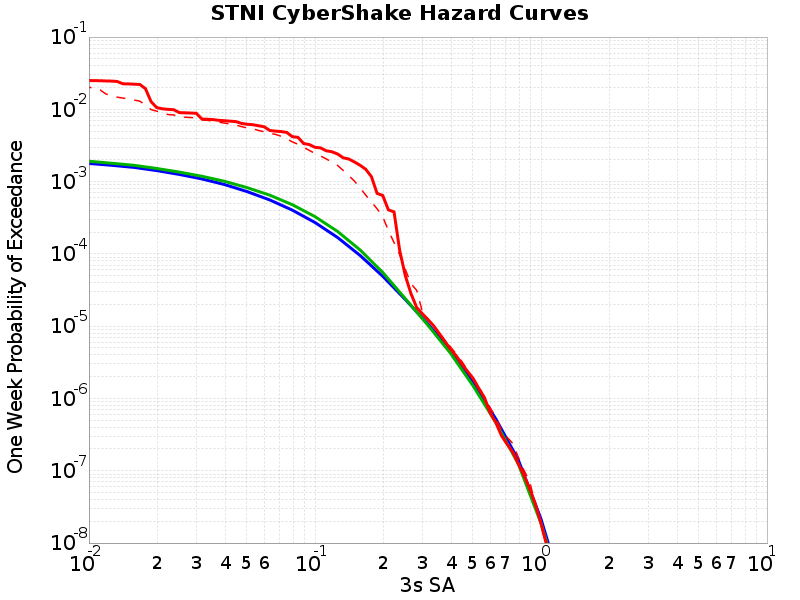 STNI CyberShake Hazard Curves
One Week Probability of Exceedance
10^-1
10^-2
10^-3
10^-4
10^-5
10^-6
10^-7
10^-8
10^-2 2 3 4 5 6 10^-1 2 3 4 5 6 7 10^0 2 3 4 5 6 7 10^1
3s SA